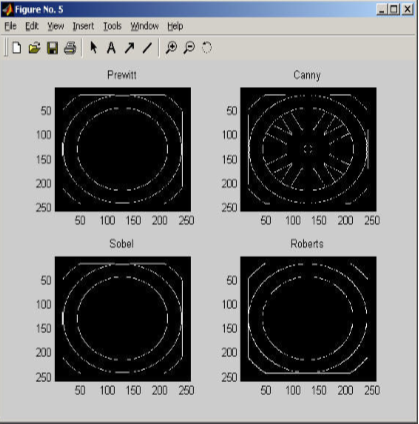 Figure No. 5
File Edit View Insert Tools Window Help
A
Prewitt Canny
50 50
100 100
150 150
200 200
250 250
50 100 150 200 250 50 100 150 200 250
Sobel Roberts
50 50
100 100
150 150
200 200
250 250
50 100 150 200 250 50 100 150 200 250